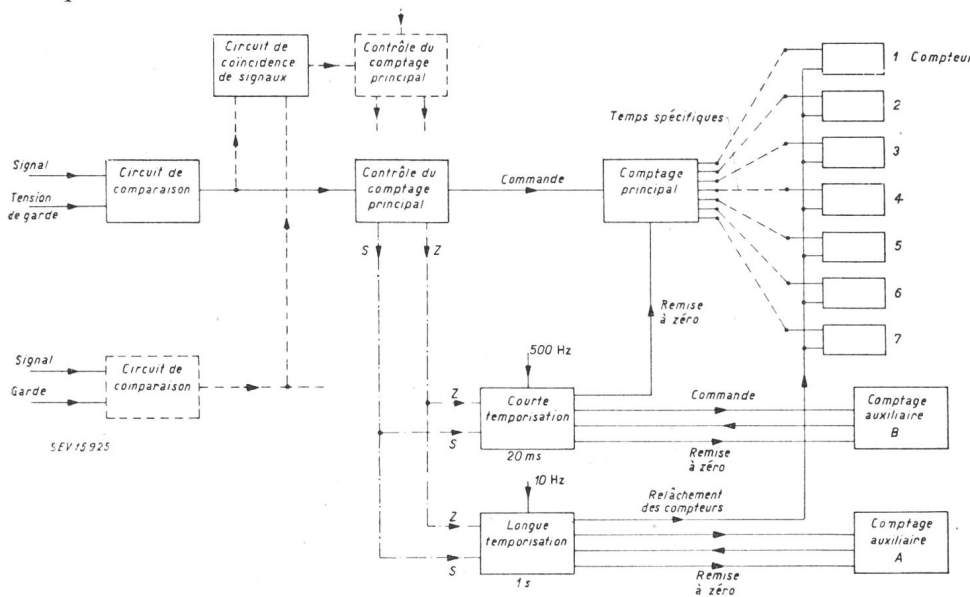 Circuit de
coïncidence
de signaux
Contrôle du
comptage
principal
1 Compteur
2
Temps spécifiques
3
Signal
Tension
de garde
Circuit de
comparaison
Contrôle du
comptage
principal
Commande
Comptage
principal
4
5
S
Z
6
Remise
à zéro
7
Signal
Garde
Circuit de
comparaison
500 Hz
Z
S
Courte
temporisation
20 ms
Commande
Remise
à zéro
Comptage
auxiliaire
B
SEV15925
10 Hz
Z
S
Longue
temporisation
1 s
Relâchement
des compteurs
Remise
à zéro
Comptage
auxiliaire
A